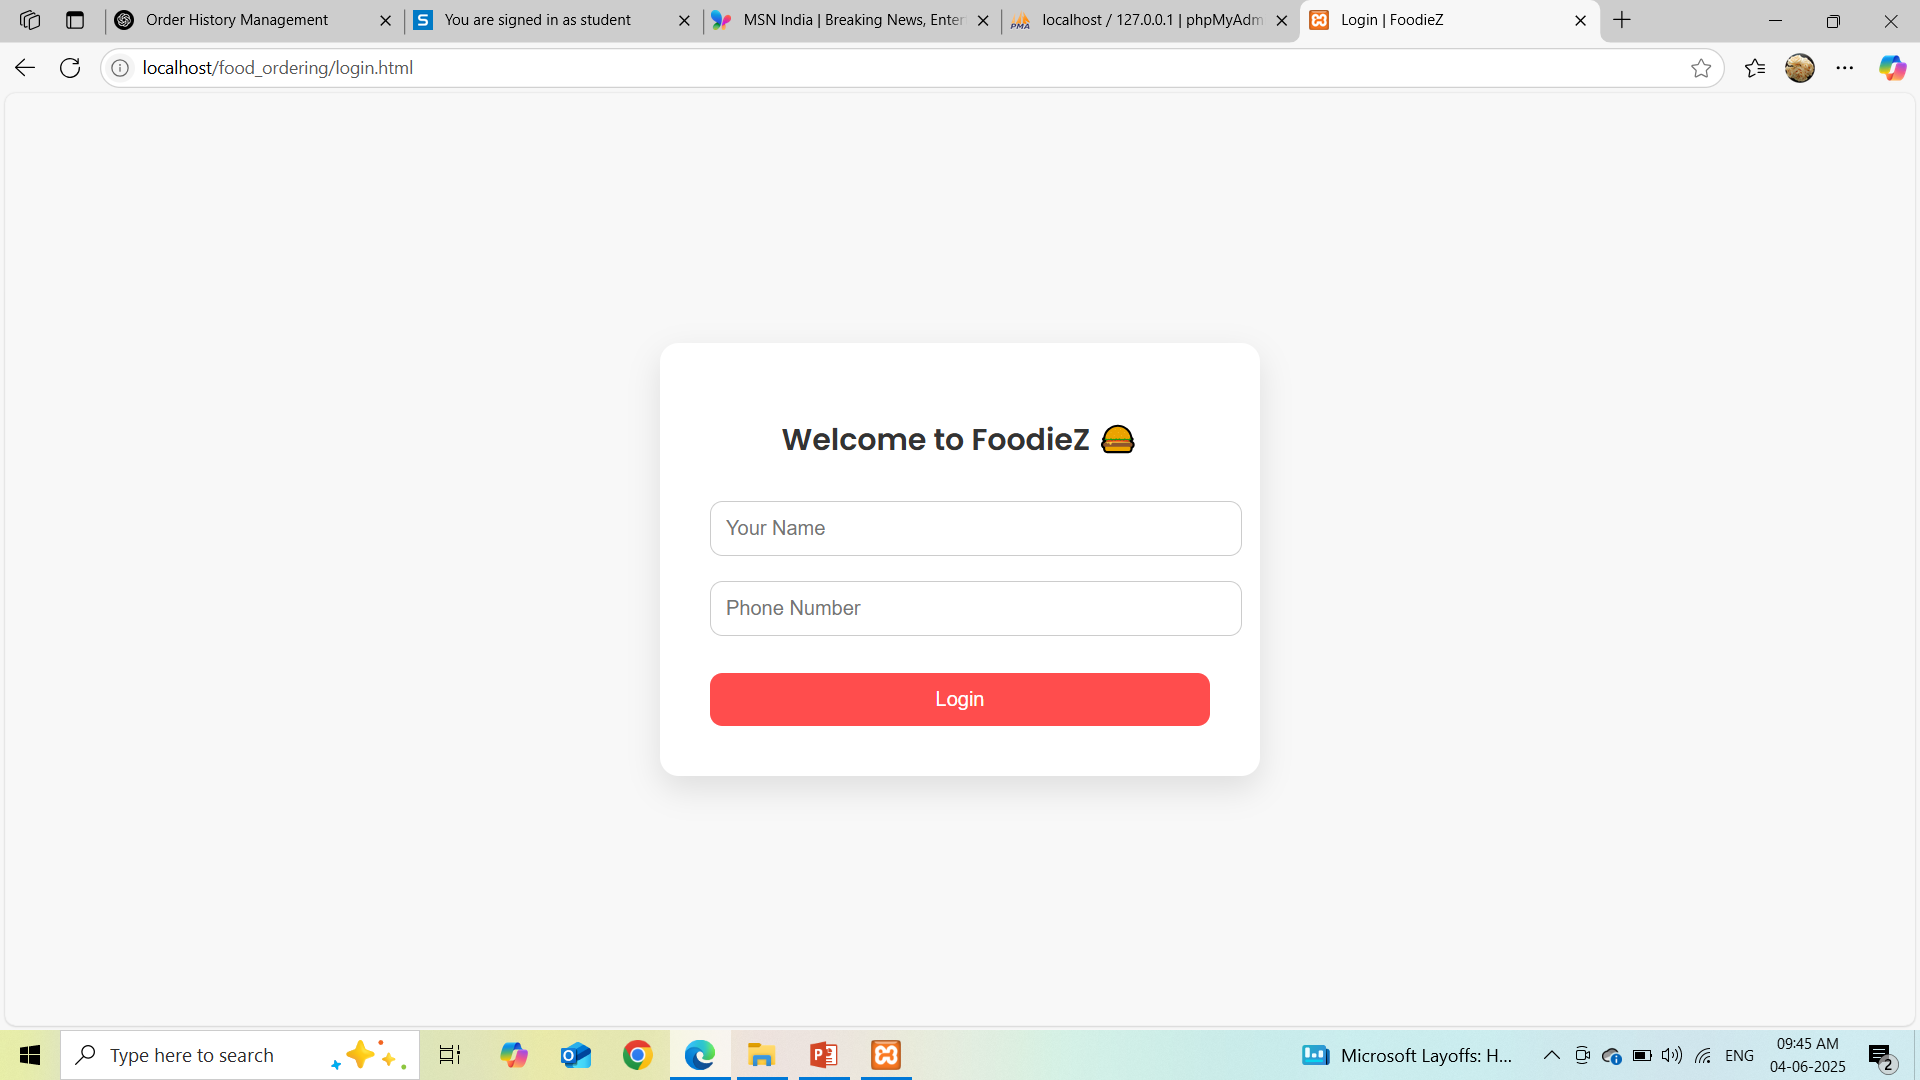 Order History Management
You are signed in as student
MSN India | Breaking News, Enter
localhost / 127.0.0.1 | phpMyAdm
Login | FoodieZ
localhost/food_ordering/login.html
Welcome to FoodieZ 🍔
Your Name
Phone Number
Login
Type here to search
Microsoft Layoffs: H...
ENG
09:45 AM
04-06-2025
2